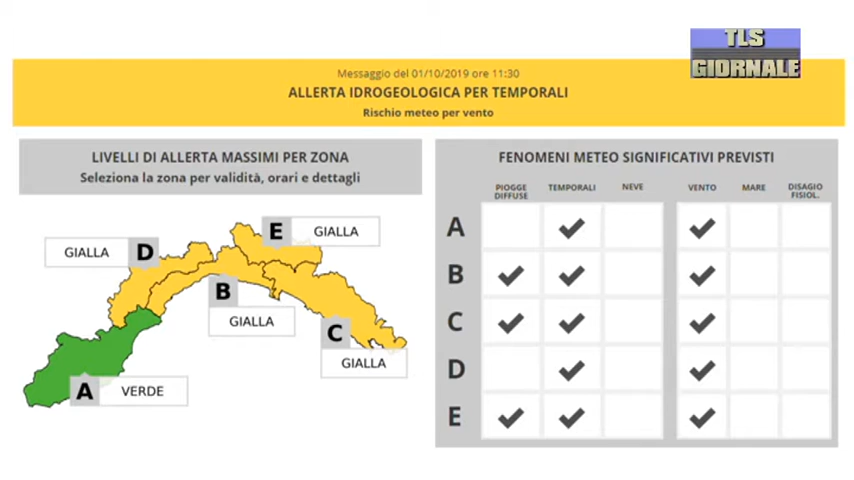 TLS
GIORNALE
Messaggio del 01/10/2019 ore 11:30
ALLERTA IDROGEOLOGICA PER TEMPORALI
Rischio meteo per vento
LIVELLI DI ALLERTA MASSIMI PER ZONA
Seleziona la zona per validità, orari e dettagli
E GIALLA
GIALLA D
B
GIALLA
C
GIALLA
A VERDE
FENOMENI METEO SIGNIFICATIVI PREVISTI
PIOGGE TEMPORALI NEVE VENTO MARE DISAGIO
DIFFUSE FISIOL.
A
B
C
D
E